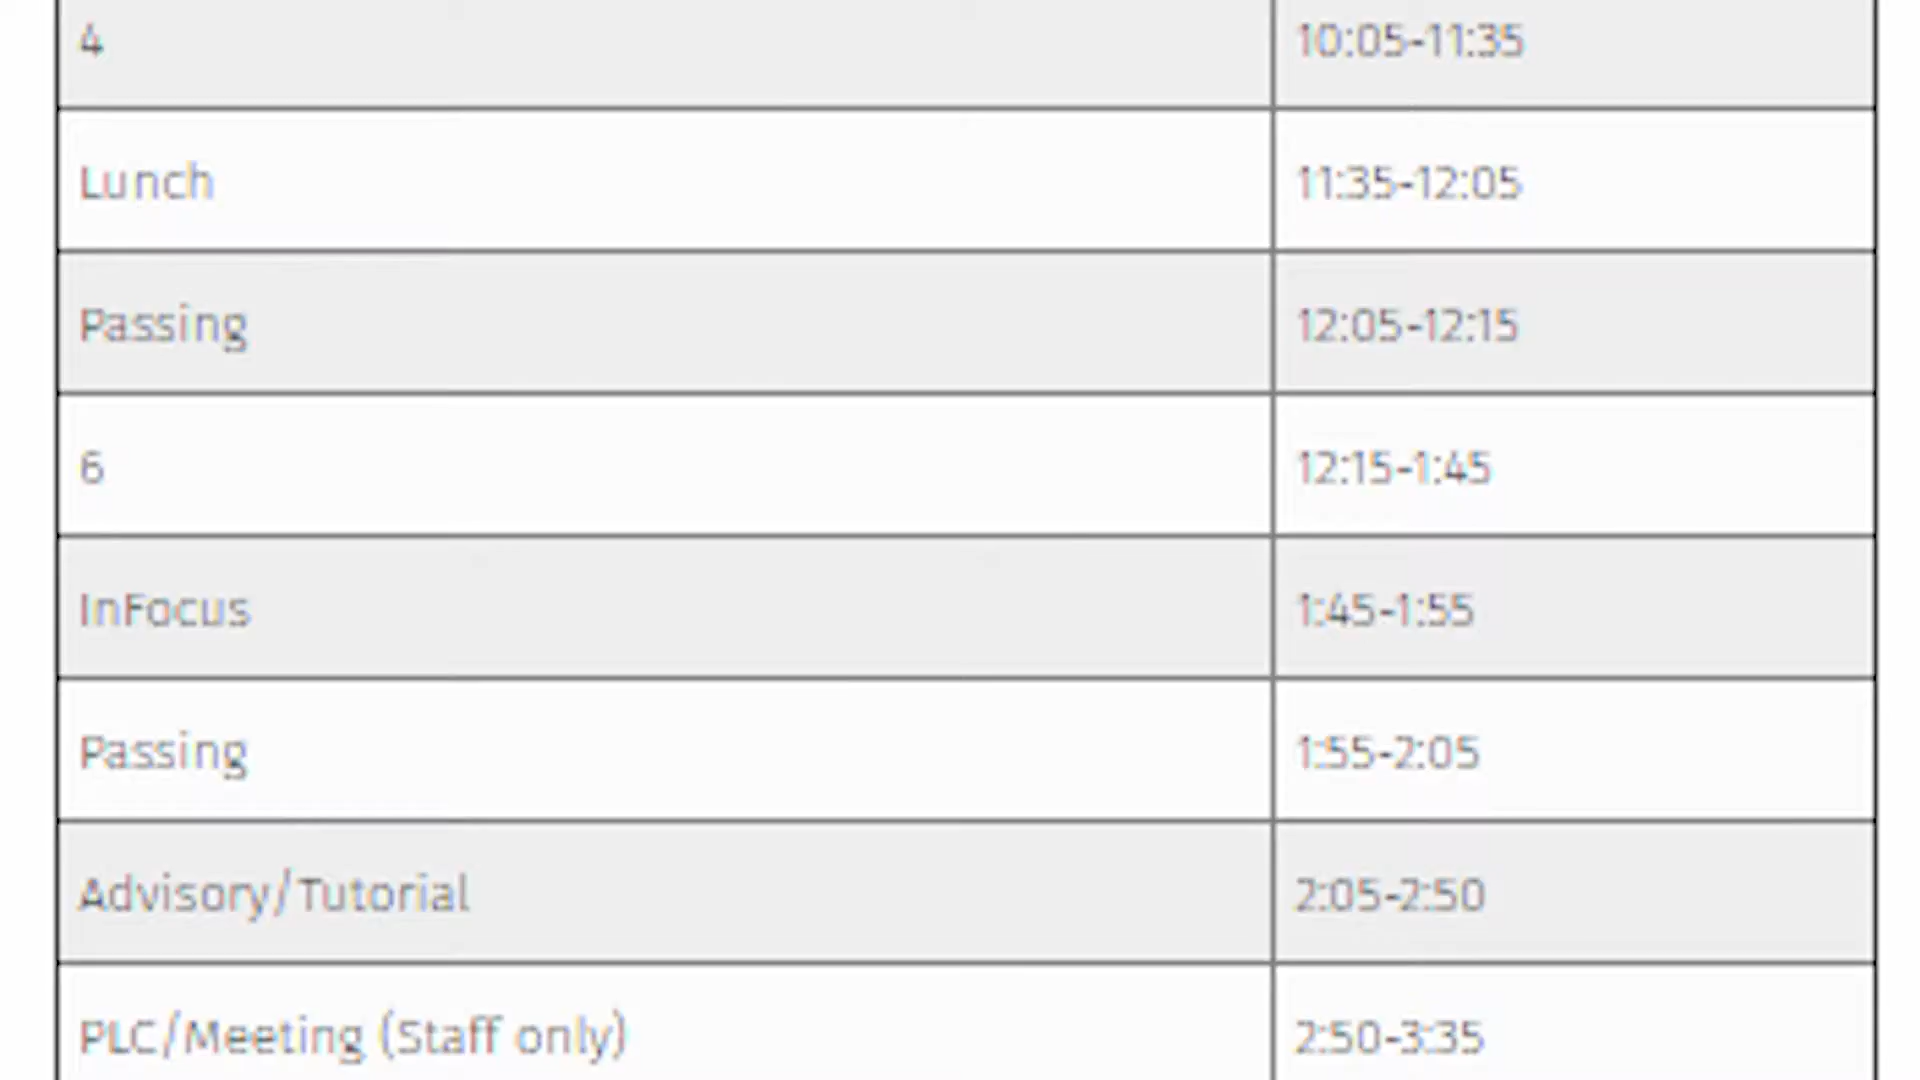 4 10:05-11:35
Lunch 11:35-12:05
Passing 12:05-12:15
6 12:15-1:45
InFocus 1:45-1:55
Passing 1:55-2:05
Advisory/Tutorial 2:05-2:50
PLC/Meeting (Staff only) 2:50-3:35